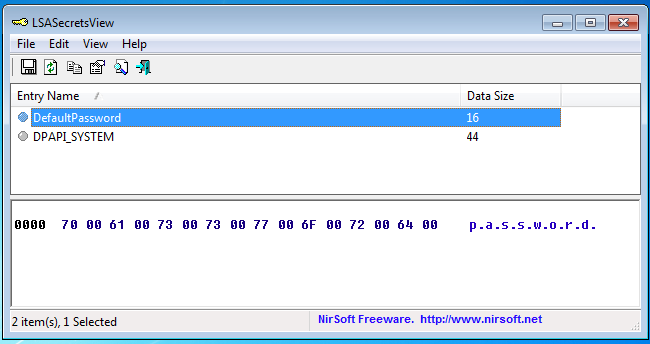 LSASecretsView
File Edit View Help
Entry Name / Data Size
DefaultPassword 16
DPAPI_SYSTEM 44
0000 70 00 61 00 73 00 73 00 77 00 6F 00 72 00 64 00 p.a.s.s.w.o.r.d.
2 item(s), 1 Selected NirSoft Freeware. http://www.nirsoft.net